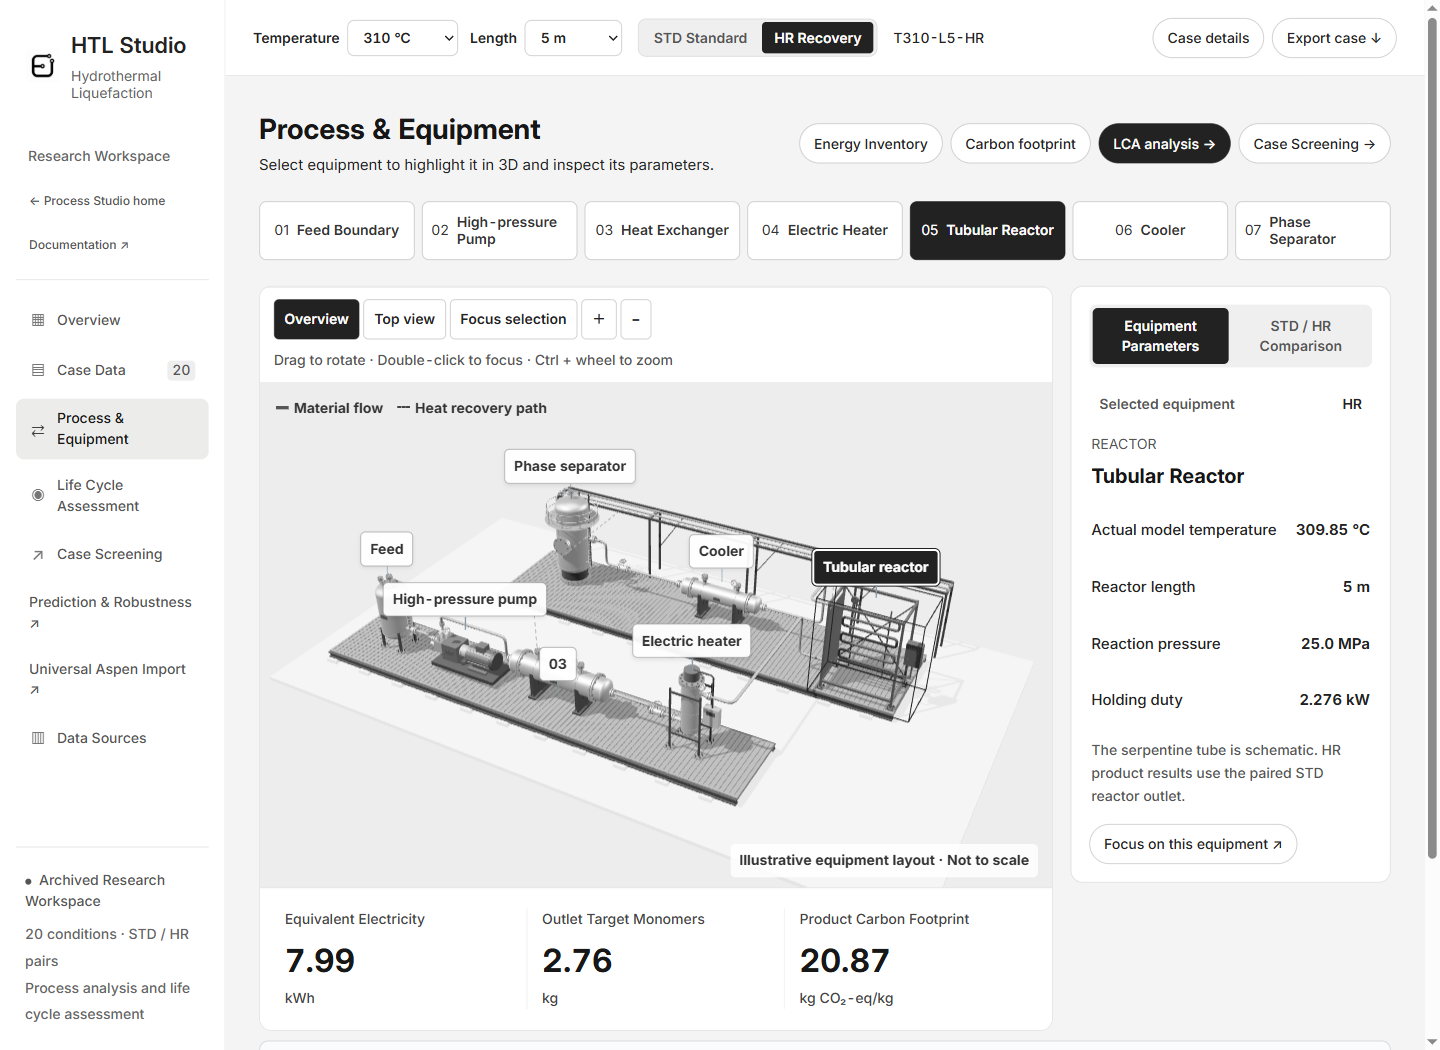 HTL Studio
Hydrothermal
Liquefaction
Research Workspace
← Process Studio home
Documentation ↗
Overview
Case Data 20
Process &
Equipment
Life Cycle
Assessment
Case Screening
Prediction & Robustness
↗
Universal Aspen Import
↗
Data Sources
Archived Research
Workspace
20 conditions · STD / HR
pairs
Process analysis and life
cycle assessment
Temperature 310 °C Length 5 m STD Standard HR Recovery T310-L5-HR Case details Export case ↓
Process & Equipment
Select equipment to highlight it in 3D and inspect its parameters.
Energy Inventory Carbon footprint LCA analysis → Case Screening →
01 Feed Boundary
02 High-pressure
Pump
03 Heat Exchanger
04 Electric Heater
05 Tubular Reactor
06 Cooler
07 Phase
Separator
Overview Top view Focus selection + -
Drag to rotate · Double-click to focus · Ctrl + wheel to zoom
Material flow Heat recovery path
Phase separator
Feed
Cooler
Tubular reactor
High-pressure pump
Electric heater
03
Illustrative equipment layout · Not to scale
Equivalent Electricity
7.99
kWh
Outlet Target Monomers
2.76
kg
Product Carbon Footprint
20.87
kg CO₂-eq/kg
Equipment
Parameters
STD / HR
Comparison
Selected equipment HR
REACTOR
Tubular Reactor
Actual model temperature 309.85 °C
Reactor length 5 m
Reaction pressure 25.0 MPa
Holding duty 2.276 kW
The serpentine tube is schematic. HR
product results use the paired STD
reactor outlet.
Focus on this equipment ↗